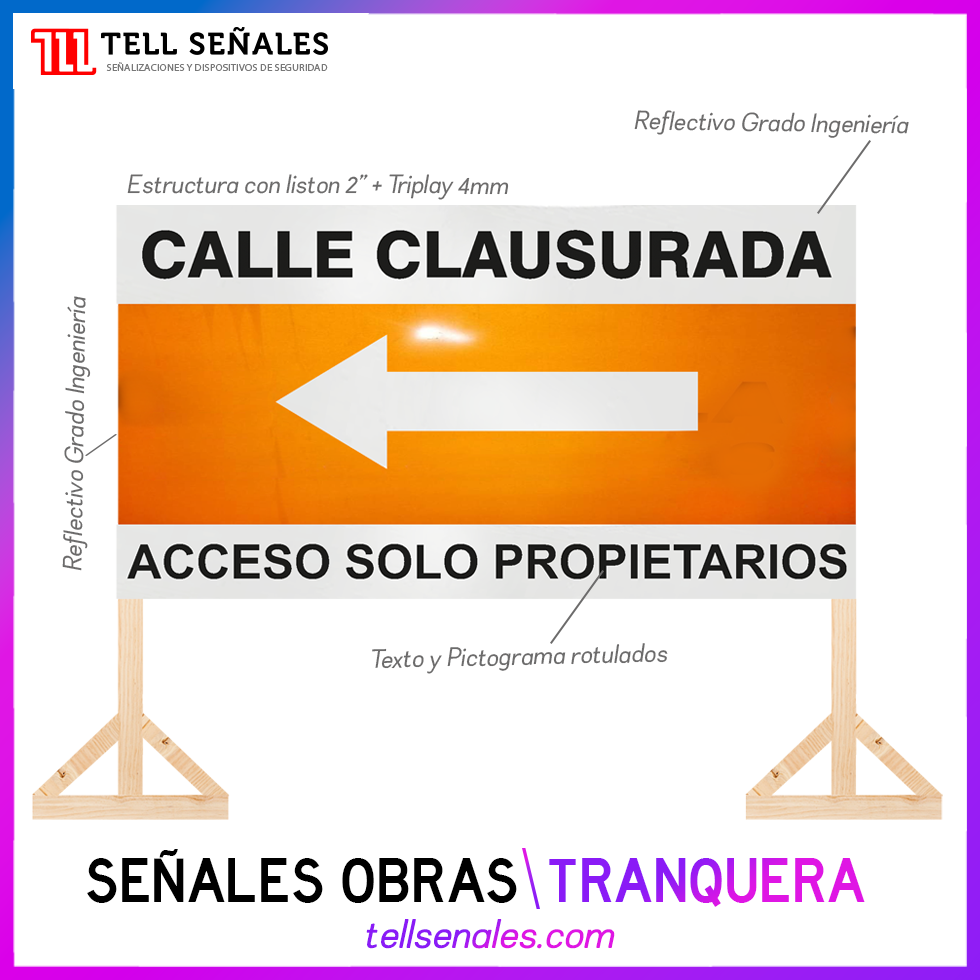 TELL SEÑALES
SEÑALIZACIONES Y DISPOSITIVOS DE SEGURIDAD
Reflectivo Grado Ingeniería
Estructura con liston 2” + Triplay 4mm
CALLE CLAUSURADA
Reflectivo Grado Ingeniería
ACCESO SOLO PROPIETARIOS
Texto y Pictograma rotulados
SEÑALES OBRAS\TRANQUERA
tellsenales.com